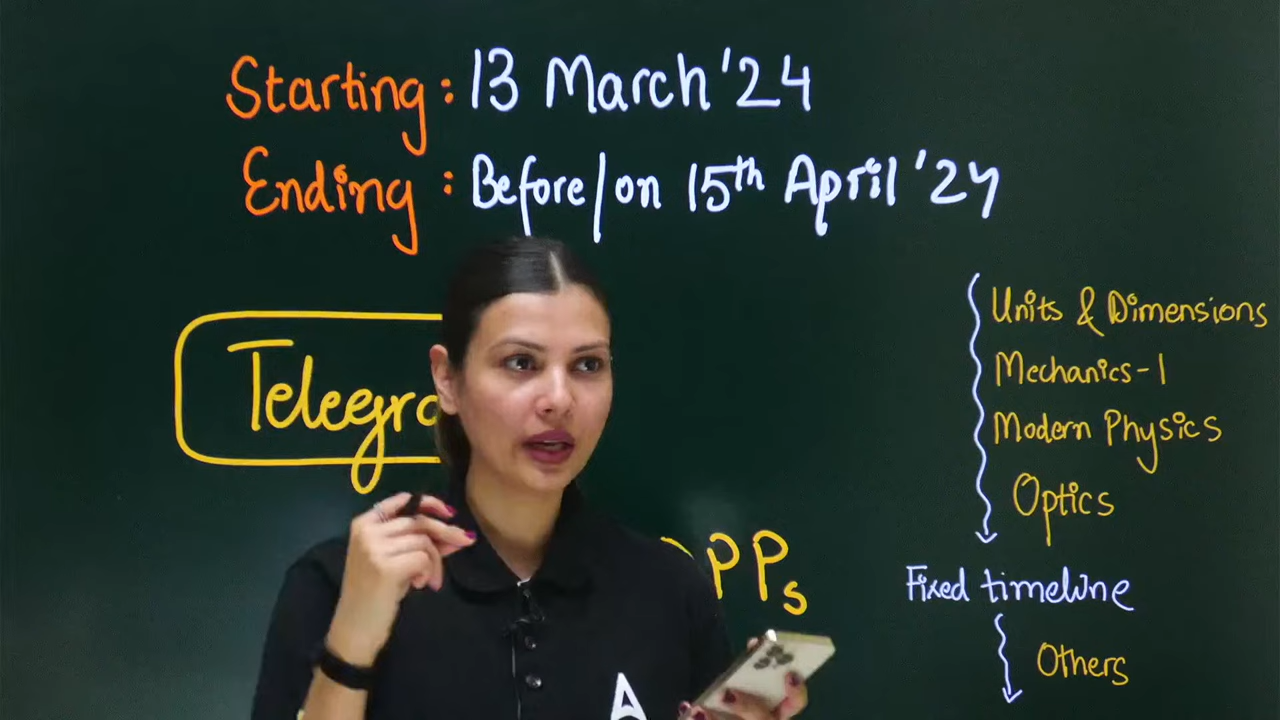 Starting : 13 March '24
Ending : Before/on 15th April '24
Units & Dimensions
Mechanics-1
Modern Physics
Optics
Fixed timeline
Others
PPs